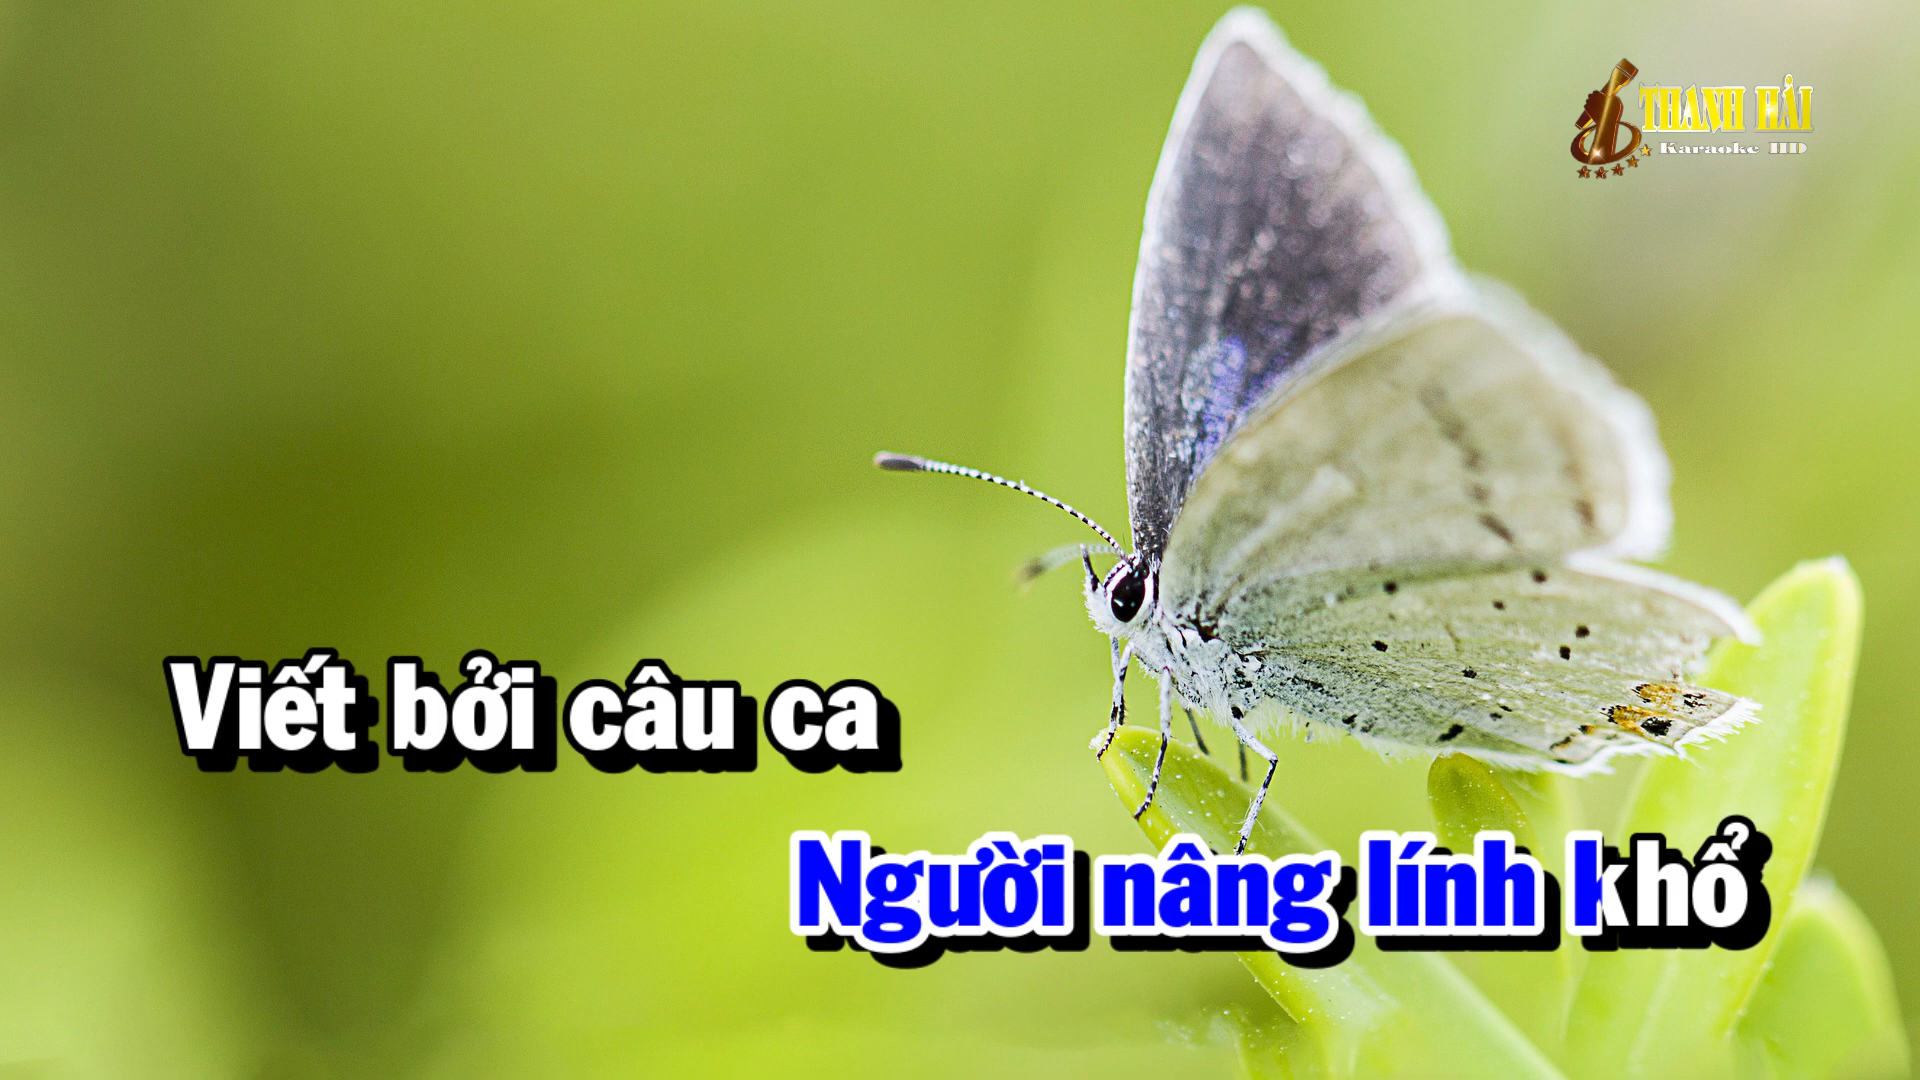 THANH HẢI
Karaoke HD
Viết bởi câu ca
Người nâng lính khổ